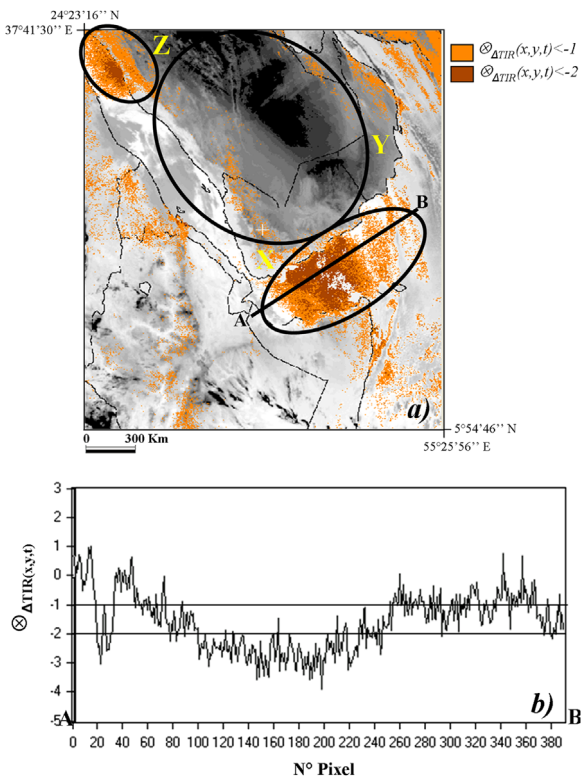 24°23'16'' N
37°41'30'' E
Z
Y
X
B
A
a)
⊗ΔTIR(x,y,t)<-1
⊗ΔTIR(x,y,t)<-2
0 300 Km
5°54'46'' N
55°25'56'' E
3
2
1
0
-1
-2
-3
-4
-5
⊗ΔTIR(x,y,t)
A
b)
B
0 20 40 60 80 100 120 140 160 180 200 220 240 260 280 300 320 340 360 380
N° Pixel